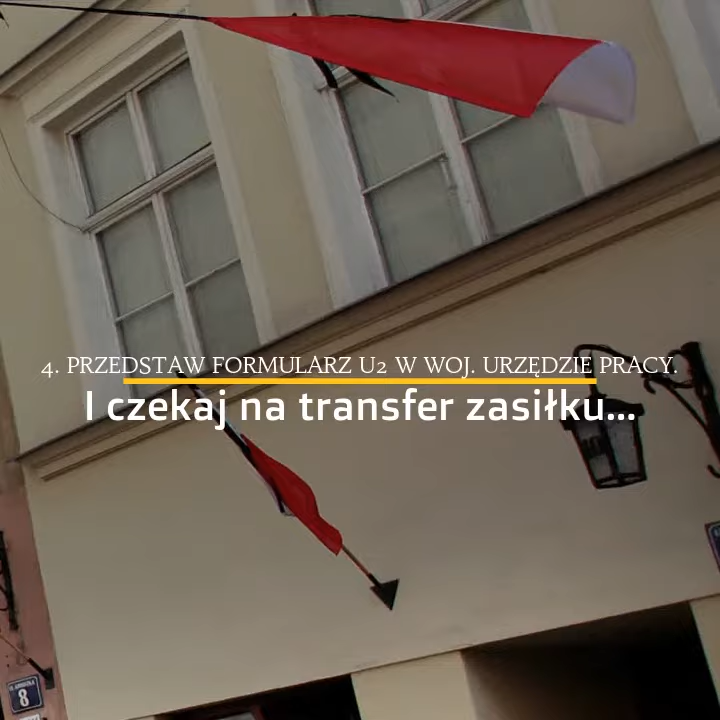 4. PRZEDSTAW FORMULARZ U2 W WOJ. URZĘDZIE PRACY.
I czekaj na transfer zasiłku...
8